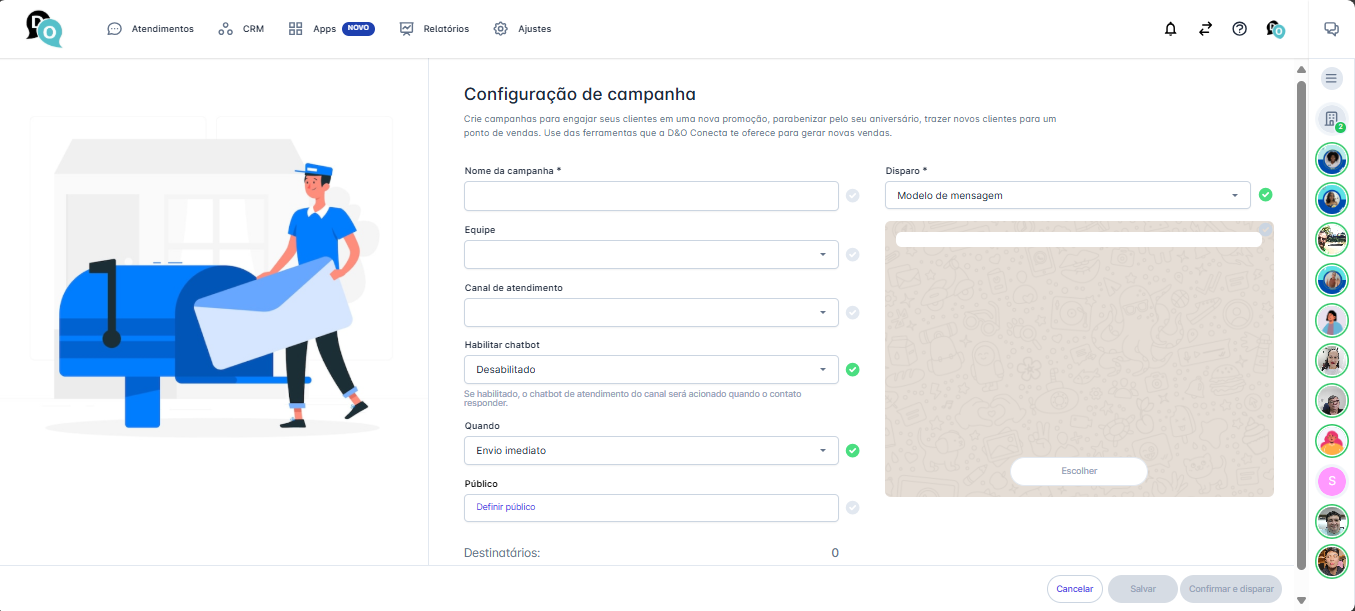 DO
Atendimentos
CRM
Apps
NOVO
Relatórios
Ajustes
Configuração de campanha
Crie campanhas para engajar seus clientes em uma nova promoção, parabenizar pelo seu aniversário, trazer novos clientes para um
ponto de vendas. Use das ferramentas que a D&O Conecta te oferece para gerar novas vendas.
Nome da campanha *
Equipe
Canal de atendimento
Habilitar chatbot
Desabilitado
Se habilitado, o chatbot de atendimento do canal será acionado quando o contato
responder.
Quando
Envio imediato
Público
Definir público
Destinatários:
0
Disparo *
Modelo de mensagem
Escolher
Cancelar
Salvar
Confirmar e disparar
2
S